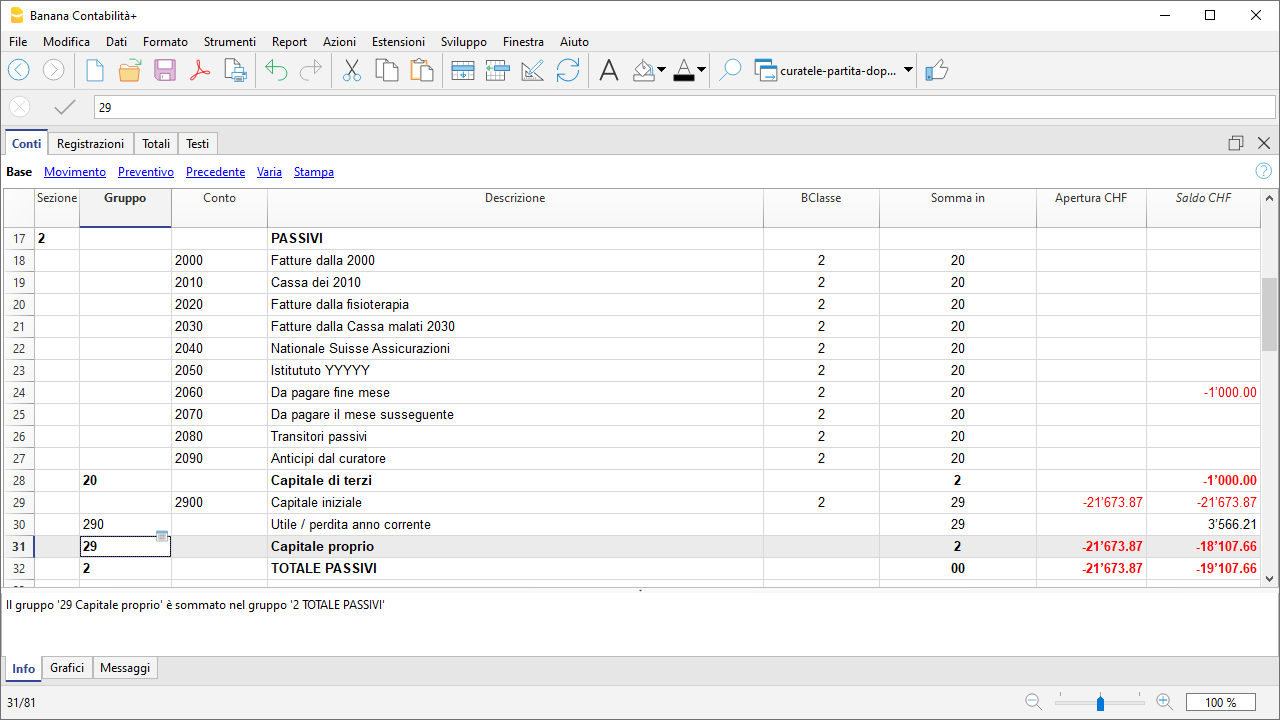 Banana Contabilità+
File Modifica Dati Formato Strumenti Report Azioni Estensioni Sviluppo Finestra Aiuto
curatele-partita-dop...
29
Conti Registrazioni Totali Testi
Base Movimento Preventivo Precedente Varia Stampa
Sezione Gruppo Conto Descrizione BClasse Somma in Apertura CHF Saldo CHF
17 2 PASSIVI
18 2000 Fatture dalla 2000 2 20
19 2010 Cassa dei 2010 2 20
20 2020 Fatture dalla fisioterapia 2 20
21 2030 Fatture dalla Cassa malati 2030 2 20
22 2040 Nationale Suisse Assicurazioni 2 20
23 2050 Istitututo YYYYY 2 20
24 2060 Da pagare fine mese 2 20 -1'000.00
25 2070 Da pagare il mese susseguente 2 20
26 2080 Transitori passivi 2 20
27 2090 Anticipi dal curatore 2 20
28 20 Capitale di terzi 2 -1'000.00
29 2900 Capitale iniziale 2 29 -21'673.87 -21'673.87
30 290 Utile / perdita anno corrente 29 3'566.21
31 29 Capitale proprio 2 -21'673.87 -18'107.66
32 2 TOTALE PASSIVI 00 -21'673.87 -19'107.66
Il gruppo '29 Capitale proprio' è sommato nel gruppo '2 TOTALE PASSIVI'
Info Grafici Messaggi
31/81 100 %